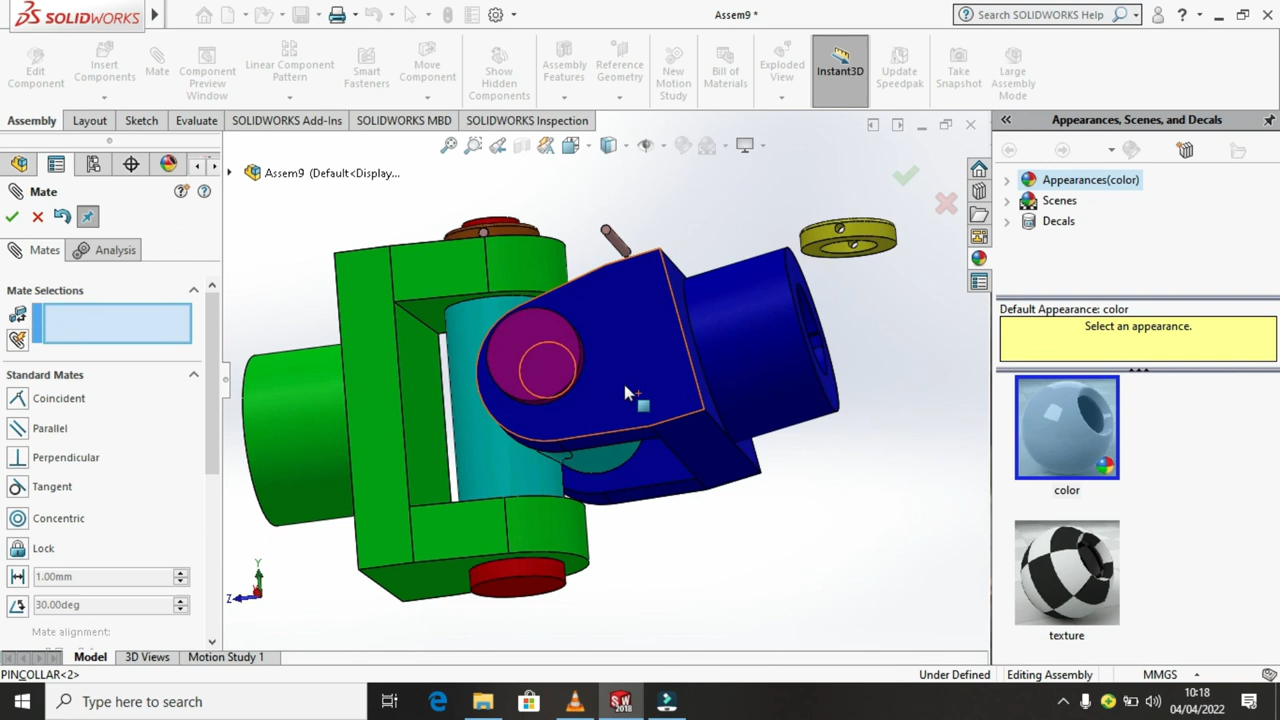 SOLIDWORKS
Assem9 *
Search SOLIDWORKS Help
Edit Component
Insert Components
Mate
Component Preview Window
Linear Component Pattern
Smart Fasteners
Move Component
Show Hidden Components
Assembly Features
Reference Geometry
New Motion Study
Bill of Materials
Exploded View
Instant3D
Update Speedpak
Take Snapshot
Large Assembly Mode
Assembly
Layout
Sketch
Evaluate
SOLIDWORKS Add-Ins
SOLIDWORKS MBD
SOLIDWORKS Inspection
Appearances, Scenes, and Decals
Assem9 (Default<Display...
Mate
Mates
Analysis
Mate Selections
Standard Mates
Coincident
Parallel
Perpendicular
Tangent
Concentric
Lock
1.00mm
30.00deg
Mate alignment:
Y
Z
Appearances(color)
Scenes
Decals
Default Appearance: color
Select an appearance.
color
texture
Model
3D Views
Motion Study 1
PINCOLLAR<2>
Under Defined
Editing Assembly
MMGS
Type here to search
SW
2018
10:18
04/04/2022